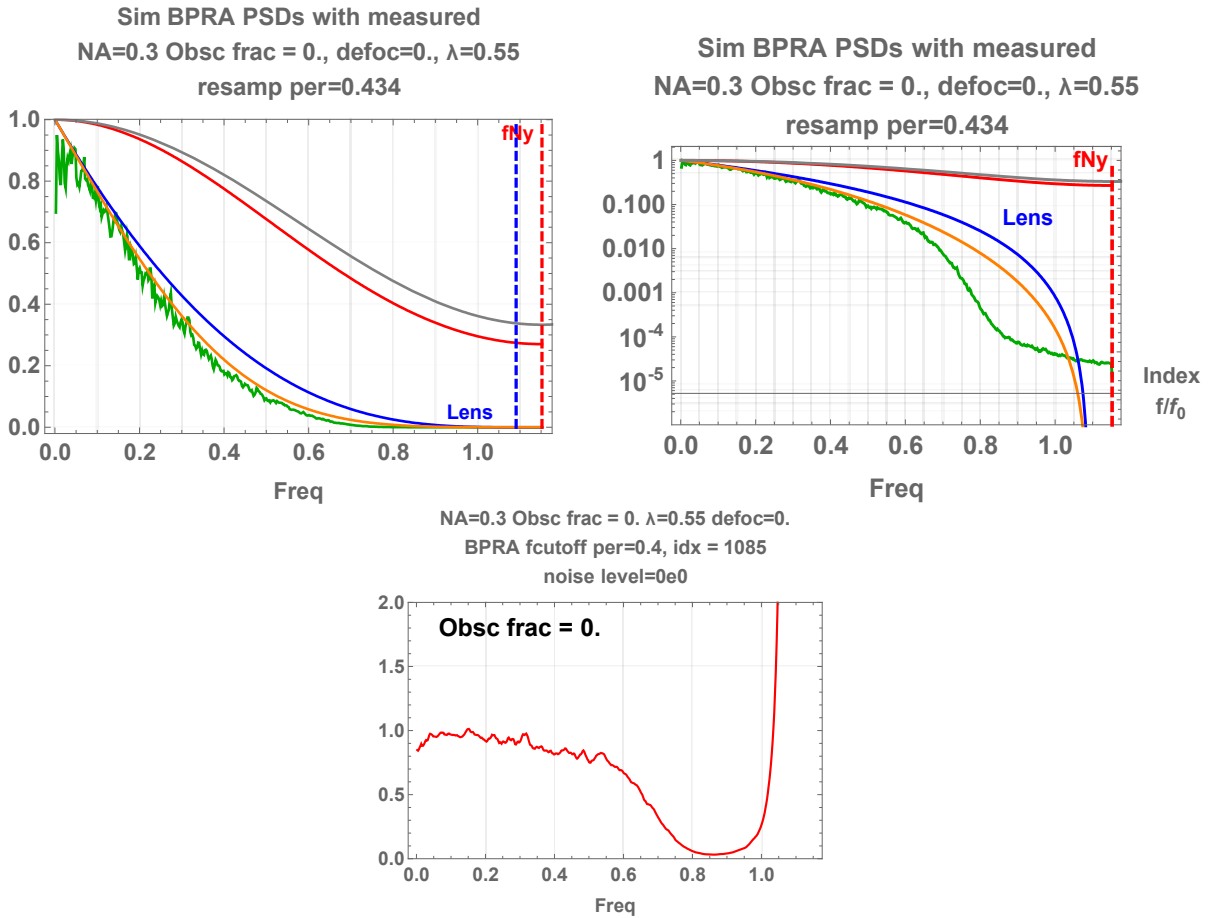 Sim BPRA PSDs with measured
NA=0.3 Obsc frac = 0., defoc=0., λ=0.55
resamp per=0.434
1.0
0.8
0.6
0.4
0.2
0.0
fNy
Lens
0.0 0.2 0.4 0.6 0.8 1.0
Freq
Sim BPRA PSDs with measured
NA=0.3 Obsc frac = 0., defoc=0., λ=0.55
resamp per=0.434
1
0.100
0.010
0.001
10⁻⁴
10⁻⁵
fNy
Lens
Index
f/f₀
0.0 0.2 0.4 0.6 0.8 1.0
Freq
NA=0.3 Obsc frac = 0. λ=0.55 defoc=0.
BPRA fcutoff per=0.4, idx = 1085
noise level=0e0
2.0
1.5
1.0
0.5
0.0
Obsc frac = 0.
0.0 0.2 0.4 0.6 0.8 1.0
Freq